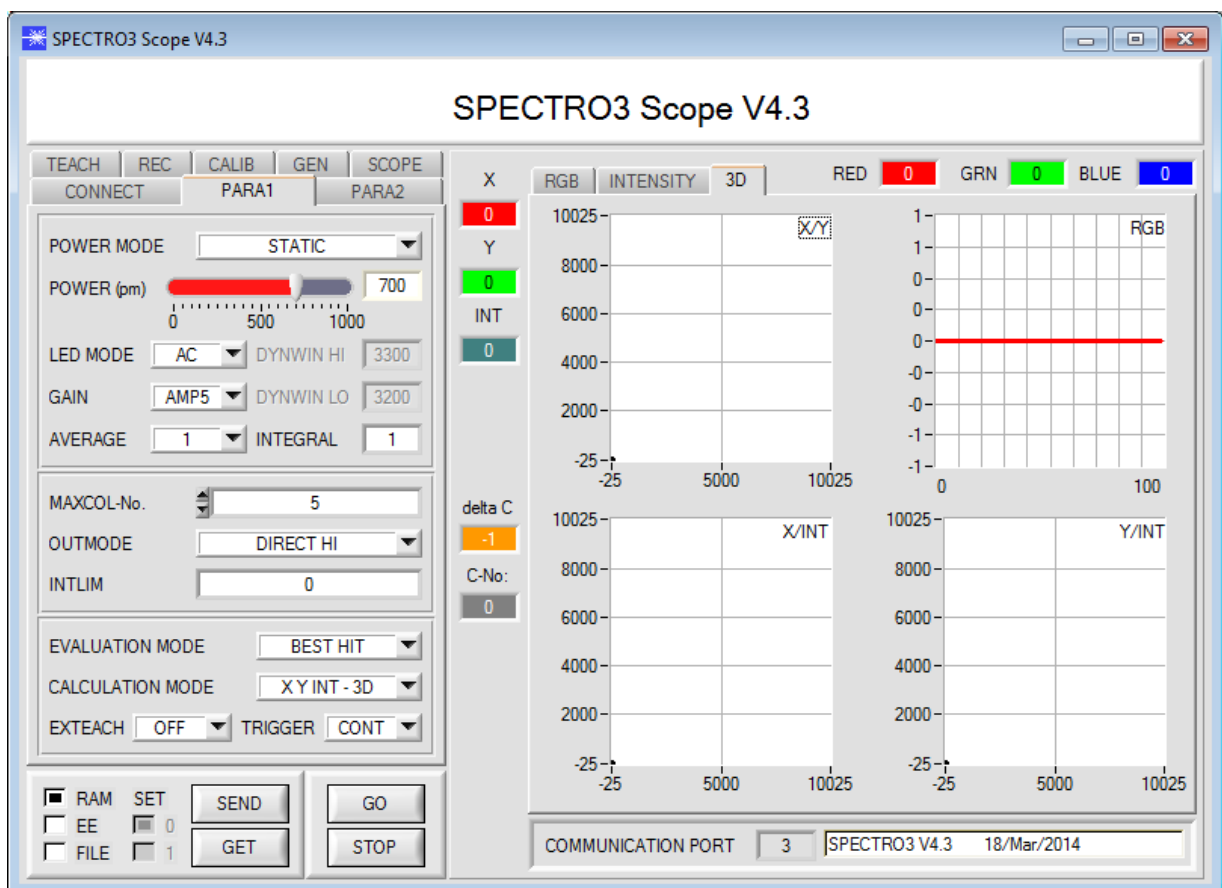 SPECTRO3 Scope V4.3
SPECTRO3 Scope V4.3
TEACH REC CALIB GEN SCOPE
CONNECT PARA1 PARA2
POWER MODE STATIC
POWER (pm) 700
0 500 1000
LED MODE AC DYNWIN HI 3300
GAIN AMP5 DYNWIN LO 3200
AVERAGE 1 INTEGRAL 1
MAXCOL-No. 5
OUTMODE DIRECT HI
INTLIM 0
EVALUATION MODE BEST HIT
CALCULATION MODE X Y INT - 3D
EXTEACH OFF TRIGGER CONT
RAM SET SEND GO
EE 0
FILE 1 GET STOP
X
0
Y
0
INT
0
delta C
-1
C-No:
0
RGB INTENSITY 3D RED 0 GRN 0 BLUE 0
X/Y
10025
8000
6000
4000
2000
-25
-25 5000 10025
RGB
1
1
0
0
0
-0
-0
-1
-1
0 100
X/INT
10025
8000
6000
4000
2000
-25
-25 5000 10025
Y/INT
10025
8000
6000
4000
2000
-25
-25 5000 10025
COMMUNICATION PORT 3 SPECTRO3 V4.3 18/Mar/2014